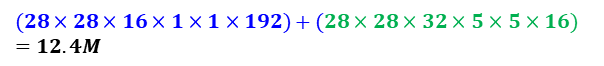 (28 × 28 × 16 × 1 × 1 × 192) + (28 × 28 × 32 × 5 × 5 × 16)
= 12.4M